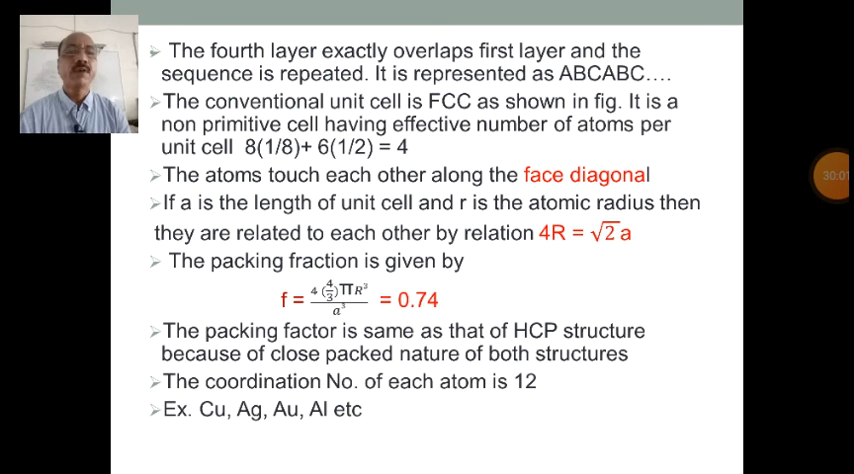 The fourth layer exactly overlaps first layer and the
sequence is repeated. It is represented as ABCABC....
The conventional unit cell is FCC as shown in fig. It is a
non primitive cell having effective number of atoms per
unit cell 8(1/8)+ 6(1/2) = 4
The atoms touch each other along the face diagonal
If a is the length of unit cell and r is the atomic radius then
they are related to each other by relation 4R = √2 a
The packing fraction is given by
f = 4(4/3)πR³/a³ = 0.74
The packing factor is same as that of HCP structure
because of close packed nature of both structures
The coordination No. of each atom is 12
Ex. Cu, Ag, Au, Al etc
30:01